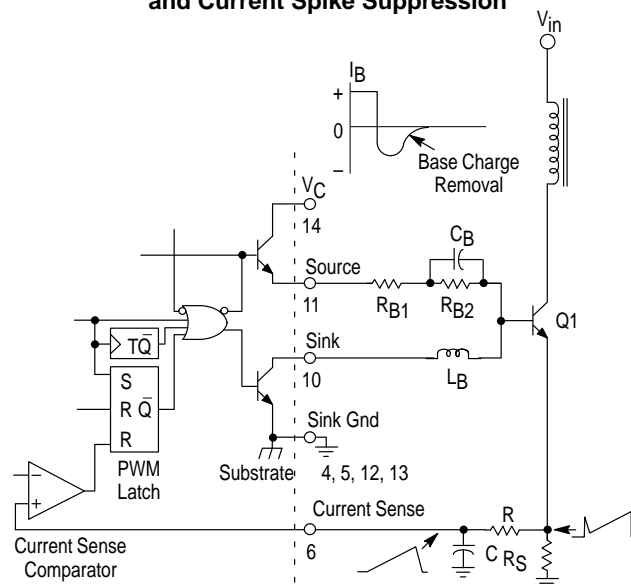 and Current Spike Suppression
Vin
IB
+
0
−
Base Charge
Removal
VC
14
CB
Source
11
RB1
RB2
Q1
TQ̅
Sink
10
LB
S
R Q̅
R
Sink Gnd
PWM
Latch
Substrate
4, 5, 12, 13
−
+
Current Sense
6
R
C
RS
Current Sense
Comparator